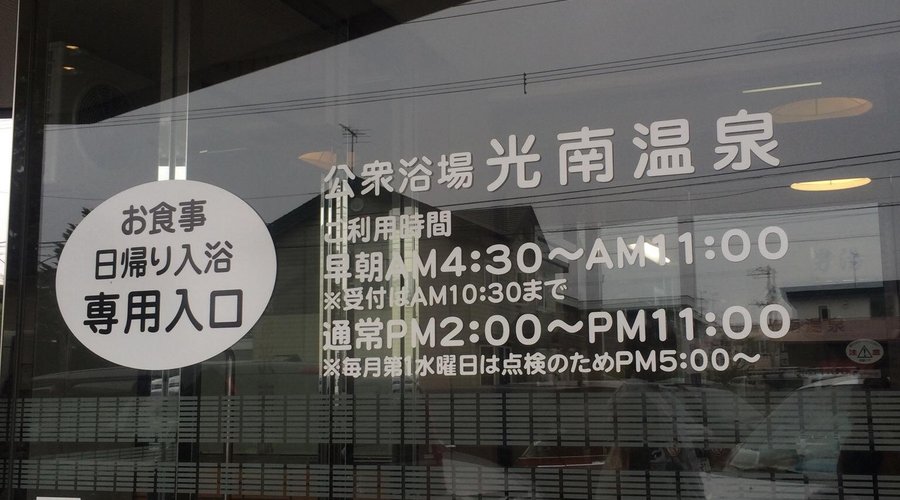 お食事
日帰り入浴
専用入口
公衆浴場 光南温泉
ご利用時間
早朝AM4:30〜AM11:00
※受付はAM10:30まで
通常PM2:00〜PM11:00
※毎月第1水曜日は点検のためPM5:00〜